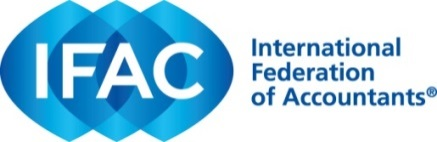 IFAC
International
Federation
of Accountants®